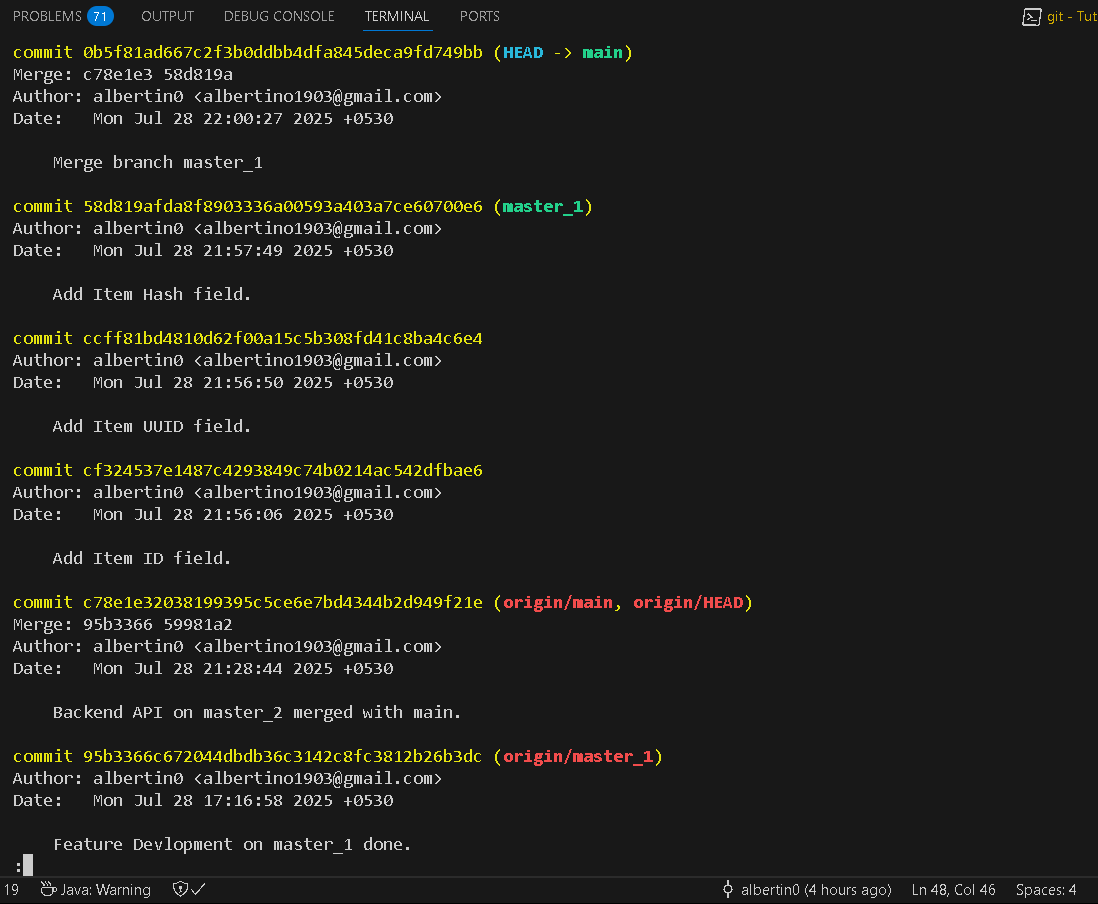 PROBLEMS 71 OUTPUT DEBUG CONSOLE TERMINAL PORTS git - Tut
commit 0b5f81ad667c2f3b0ddbb4dfa845deca9fd749bb (HEAD -> main)
Merge: c78e1e3 58d819a
Author: albertin0 <albertino1903@gmail.com>
Date:   Mon Jul 28 22:00:27 2025 +0530
Merge branch master_1
commit 58d819afda8f8903336a00593a403a7ce60700e6 (master_1)
Author: albertin0 <albertino1903@gmail.com>
Date:   Mon Jul 28 21:57:49 2025 +0530
Add Item Hash field.
commit ccff81bd4810d62f00a15c5b308fd41c8ba4c6e4
Author: albertin0 <albertino1903@gmail.com>
Date:   Mon Jul 28 21:56:50 2025 +0530
Add Item UUID field.
commit cf324537e1487c4293849c74b0214ac542dfbae6
Author: albertin0 <albertino1903@gmail.com>
Date:   Mon Jul 28 21:56:06 2025 +0530
Add Item ID field.
commit c78e1e32038199395c5ce6e7bd4344b2d949f21e (origin/main, origin/HEAD)
Merge: 95b3366 59981a2
Author: albertin0 <albertino1903@gmail.com>
Date:   Mon Jul 28 21:28:44 2025 +0530
Backend API on master_2 merged with main.
commit 95b3366c672044dbdb36c3142c8fc3812b26b3dc (origin/master_1)
Author: albertin0 <albertino1903@gmail.com>
Date:   Mon Jul 28 17:16:58 2025 +0530
Feature Devlopment on master_1 done.
:
19 Java: Warning albertin0 (4 hours ago) Ln 48, Col 46 Spaces: 4